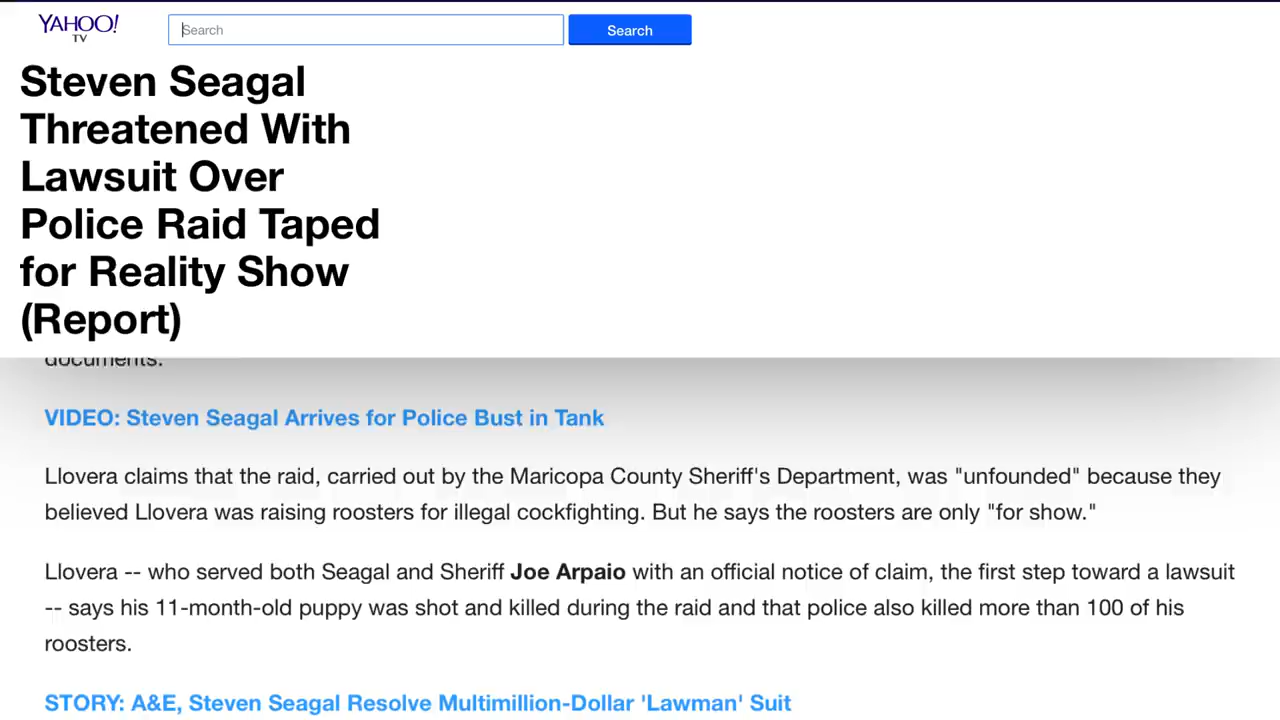 YAHOO!
TV
Search
Search
Steven Seagal
Threatened With
Lawsuit Over
Police Raid Taped
for Reality Show
(Report)
documents.
VIDEO: Steven Seagal Arrives for Police Bust in Tank
Llovera claims that the raid, carried out by the Maricopa County Sheriff's Department, was "unfounded" because they
believed Llovera was raising roosters for illegal cockfighting. But he says the roosters are only "for show."
Llovera -- who served both Seagal and Sheriff Joe Arpaio with an official notice of claim, the first step toward a lawsuit
-- says his 11-month-old puppy was shot and killed during the raid and that police also killed more than 100 of his
roosters.
STORY: A&E, Steven Seagal Resolve Multimillion-Dollar 'Lawman' Suit